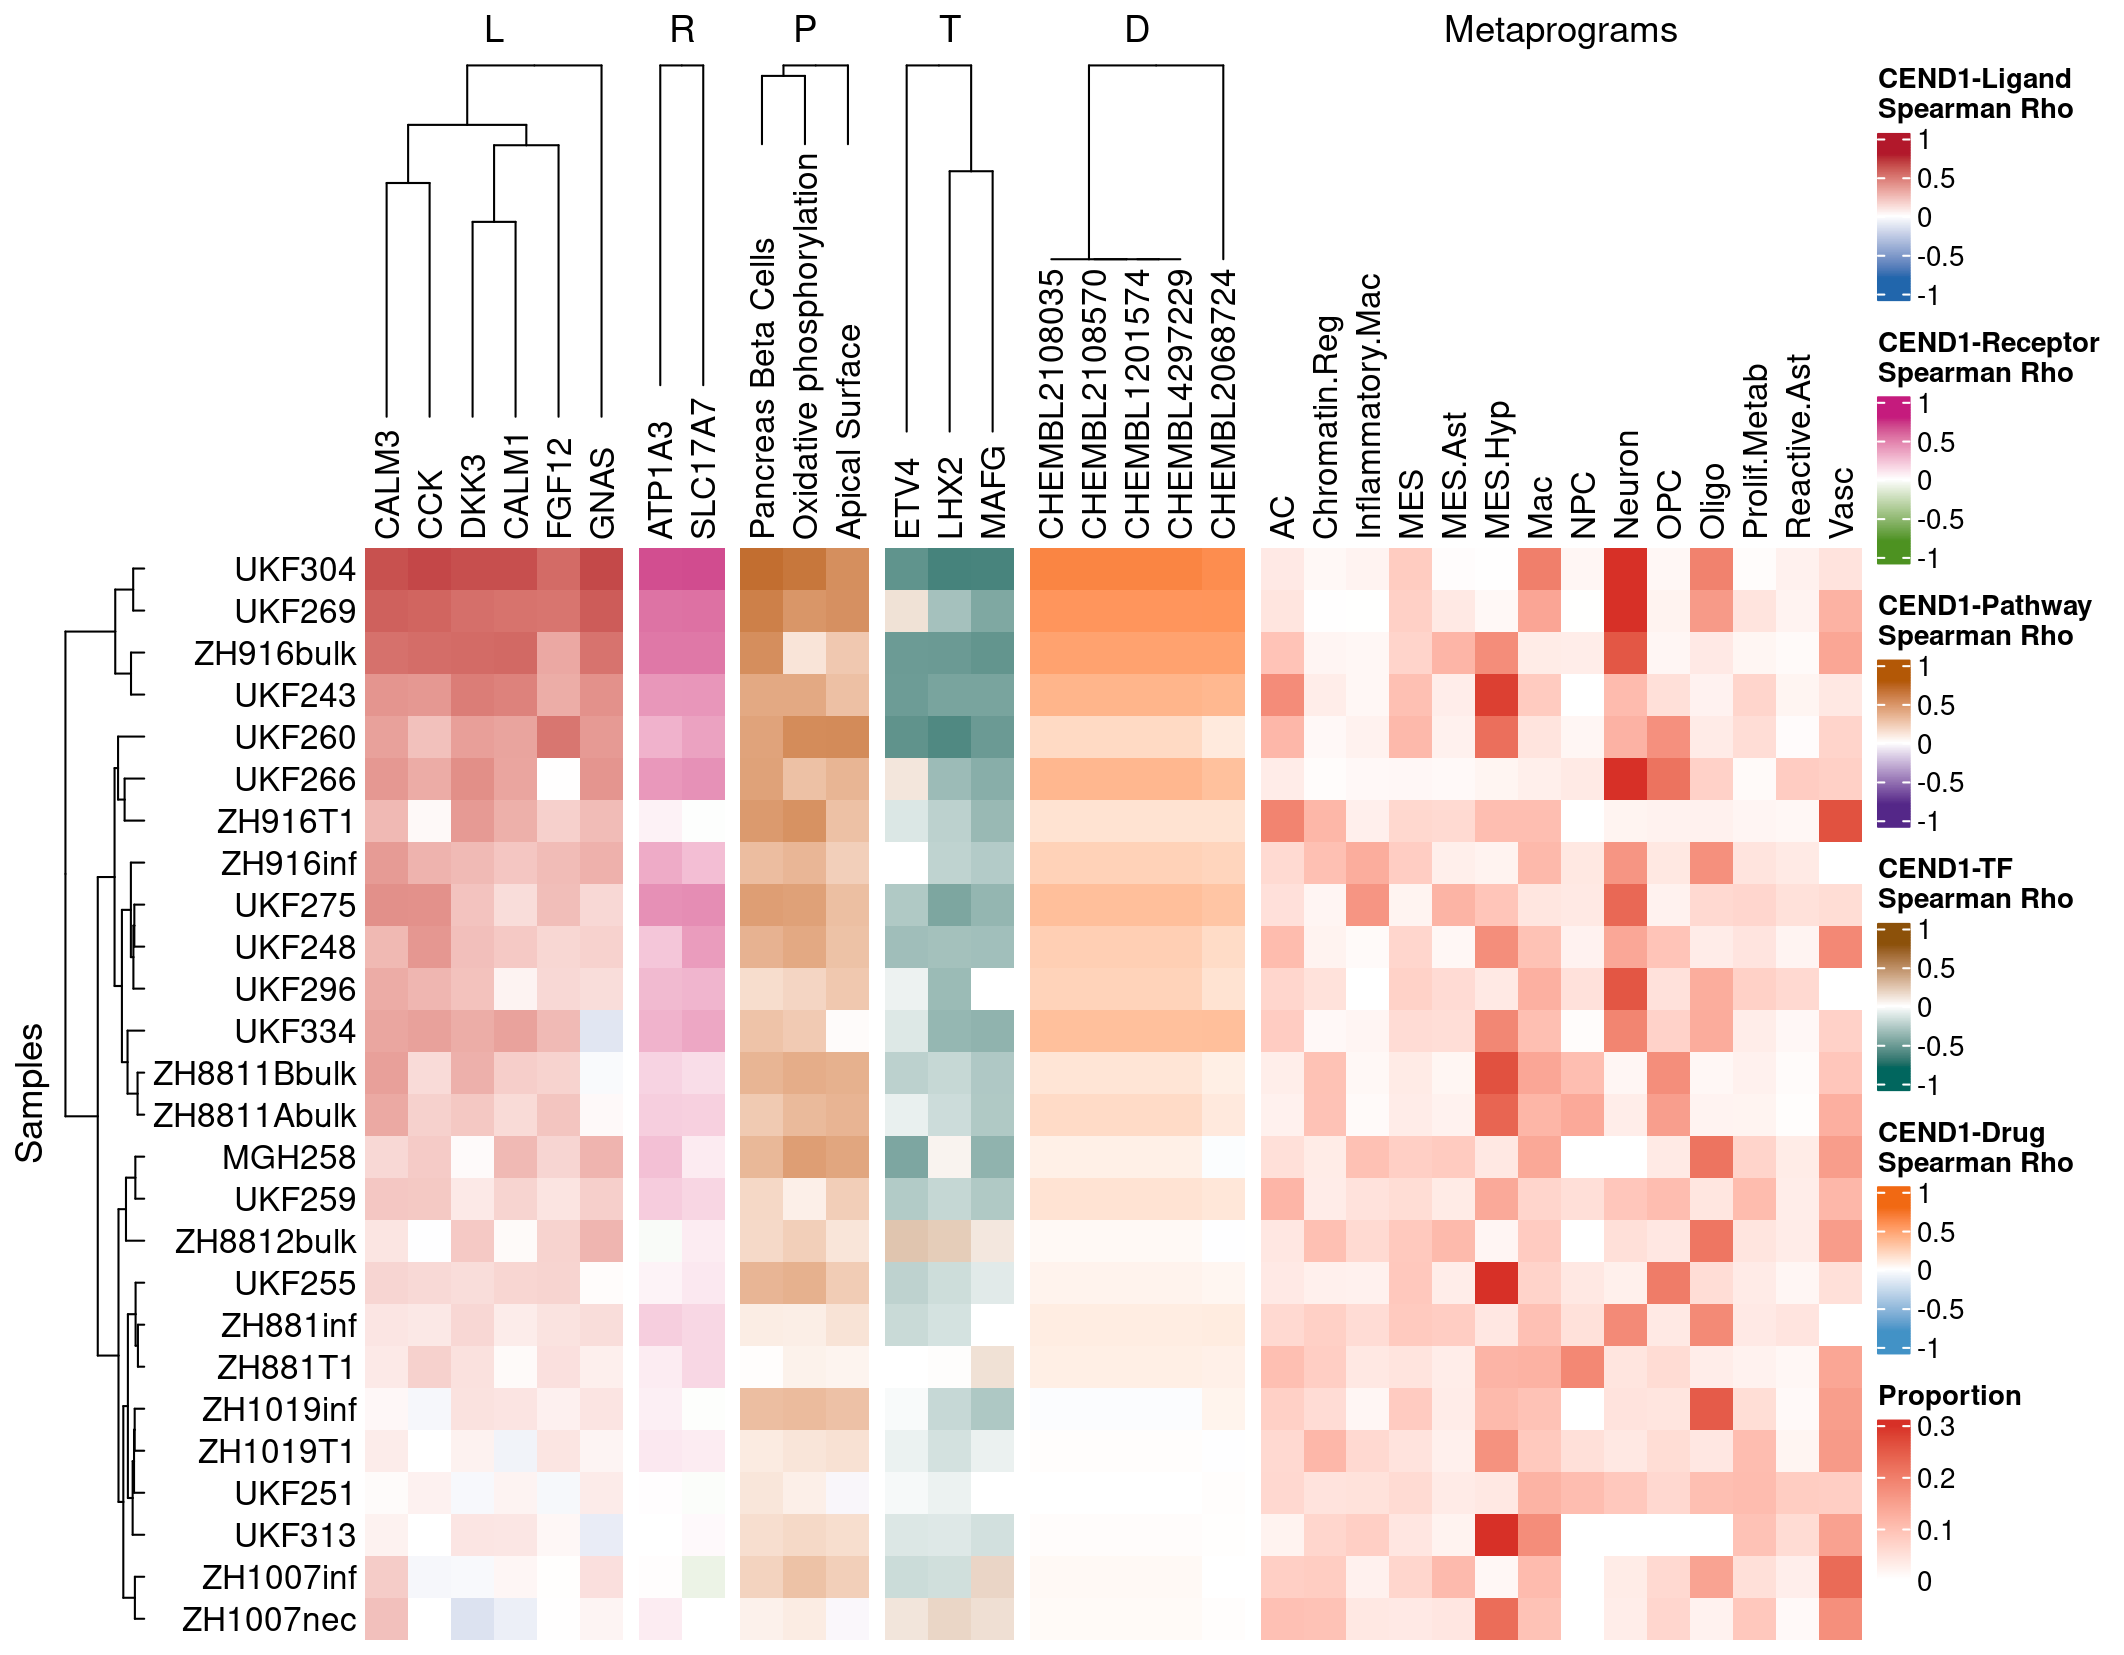 L R P T D Metaprograms
CALM3
CCK
DKK3
CALM1
FGF12
GNAS
ATP1A3
SLC17A7
Pancreas Beta Cells
Oxidative phosphorylation
Apical Surface
ETV4
LHX2
MAFG
CHEMBL2108035
CHEMBL2108570
CHEMBL1201574
CHEMBL4297229
CHEMBL2068724
AC
Chromatin.Reg
Inflammatory.Mac
MES
MES.Ast
MES.Hyp
Mac
NPC
Neuron
OPC
Oligo
Prolif.Metab
Reactive.Ast
Vasc
Samples
UKF304
UKF269
ZH916bulk
UKF243
UKF260
UKF266
ZH916T1
ZH916inf
UKF275
UKF248
UKF296
UKF334
ZH8811Bbulk
ZH8811Abulk
MGH258
UKF259
ZH8812bulk
UKF255
ZH881inf
ZH881T1
ZH1019inf
ZH1019T1
UKF251
UKF313
ZH1007inf
ZH1007nec
CEND1-Ligand
Spearman Rho
1
0.5
0
-0.5
-1
CEND1-Receptor
Spearman Rho
1
0.5
0
-0.5
-1
CEND1-Pathway
Spearman Rho
1
0.5
0
-0.5
-1
CEND1-TF
Spearman Rho
1
0.5
0
-0.5
-1
CEND1-Drug
Spearman Rho
1
0.5
0
-0.5
-1
Proportion
0.3
0.2
0.1
0